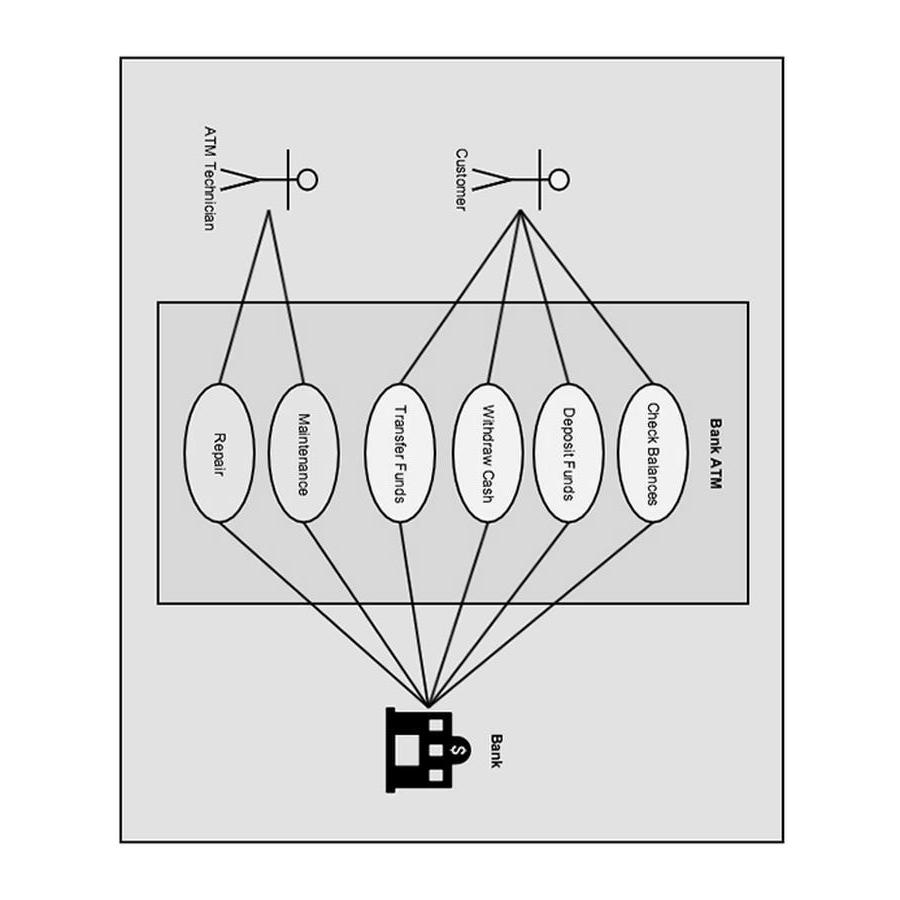 Bank ATM
Customer
Check Balances
Deposit Funds
Withdraw Cash
Transfer Funds
Bank
$
ATM Technician
Maintenance
Repair